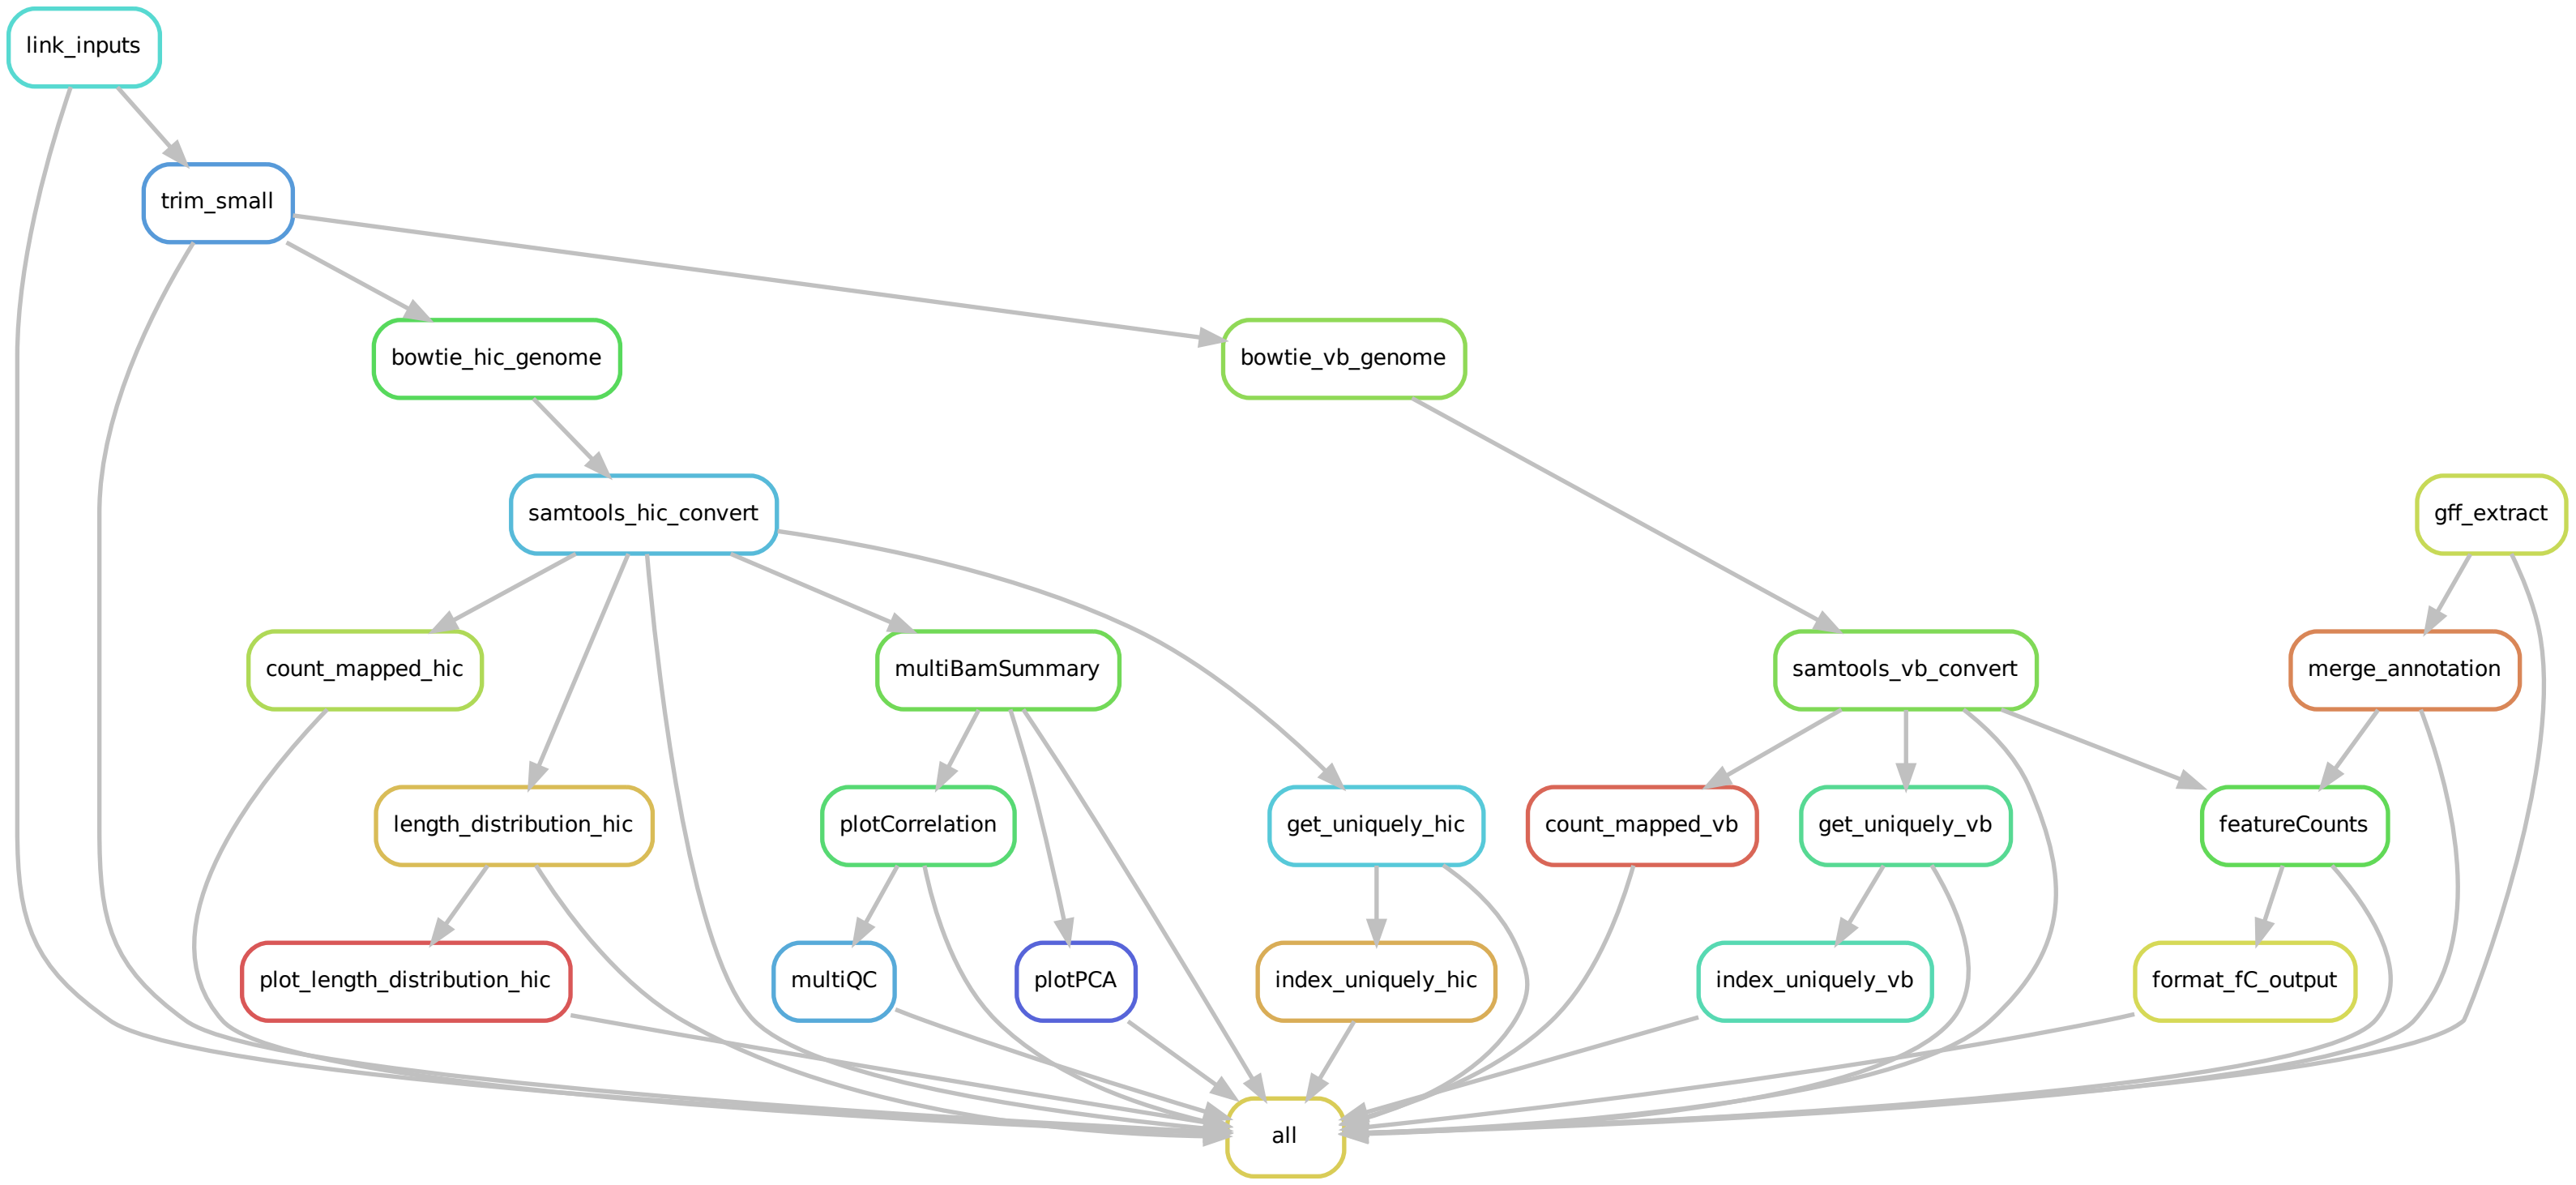 link_inputs
trim_small
bowtie_hic_genome
bowtie_vb_genome
samtools_hic_convert
gff_extract
count_mapped_hic
multiBamSummary
samtools_vb_convert
merge_annotation
length_distribution_hic
plotCorrelation
get_uniquely_hic
count_mapped_vb
get_uniquely_vb
featureCounts
plot_length_distribution_hic
multiQC
plotPCA
index_uniquely_hic
index_uniquely_vb
format_fC_output
all